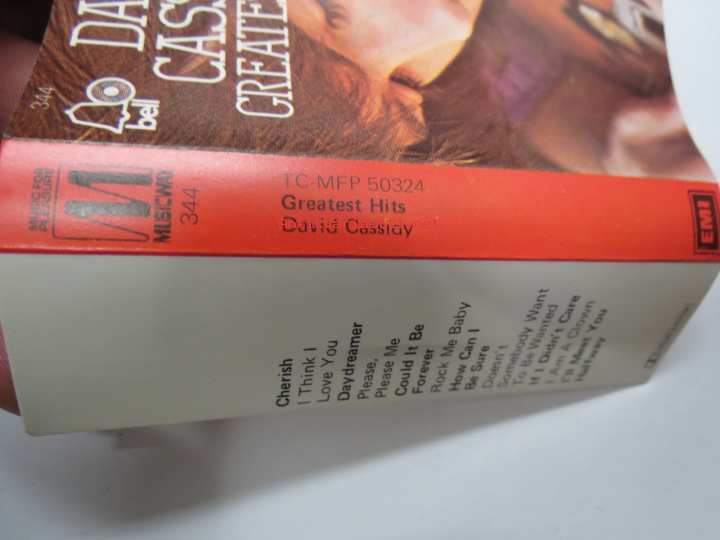 DA
CASS
GREATE
344
bell
MUSIC FOR
PLEASURE
MUSICWAY
344
TC-MFP 50324
Greatest Hits
David Cassidy
EMI
Cherish
I Think I
Love You
Daydreamer
Please,
Please Me
Could It Be
Forever
Rock Me Baby
How Can I
Be Sure
Doesn't
Somebody Want
To Be Wanted
If I Didn't Care
I Am A Clown
I'll Meet You
Halfway